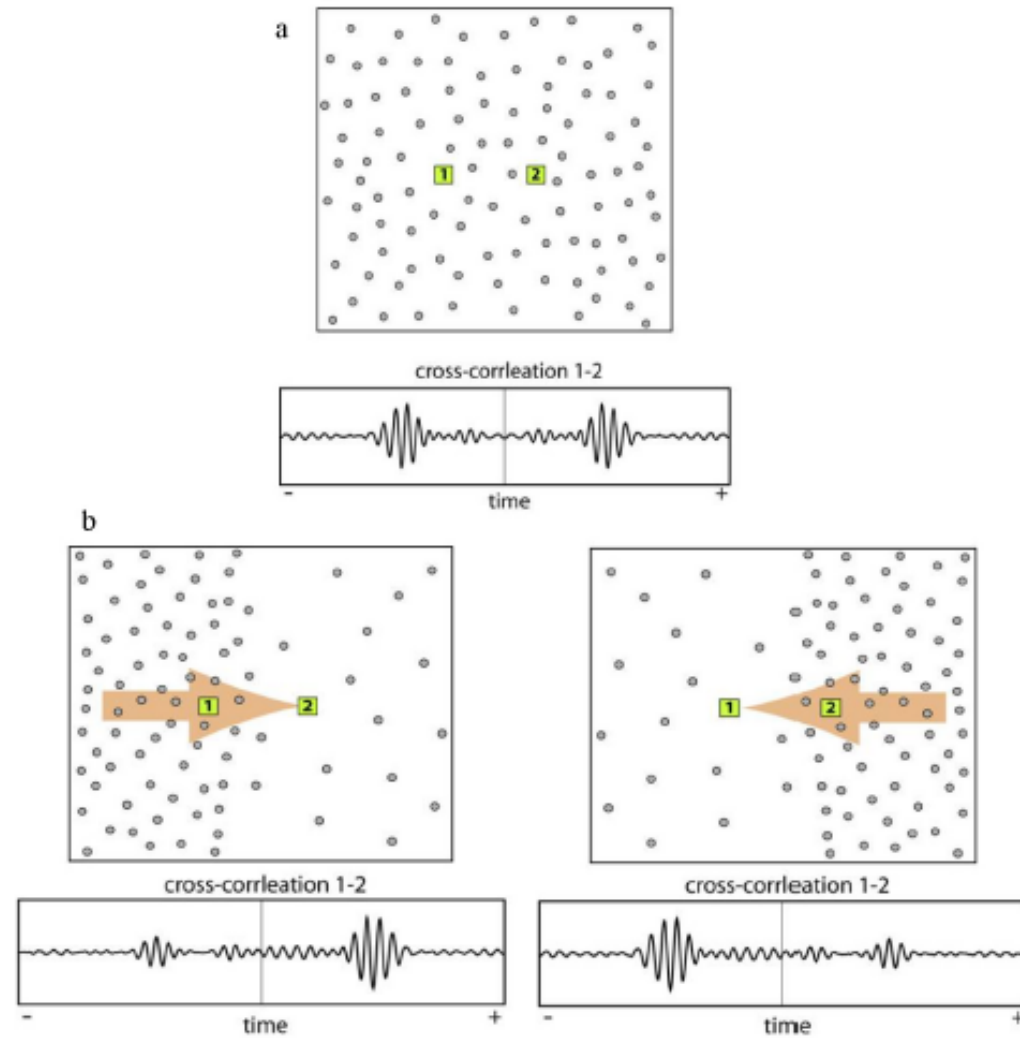 a
1 2
cross-corrleation 1-2
- time +
b
1 2
1 2
cross-corrleation 1-2
cross-corrleation 1-2
- time +
- time +